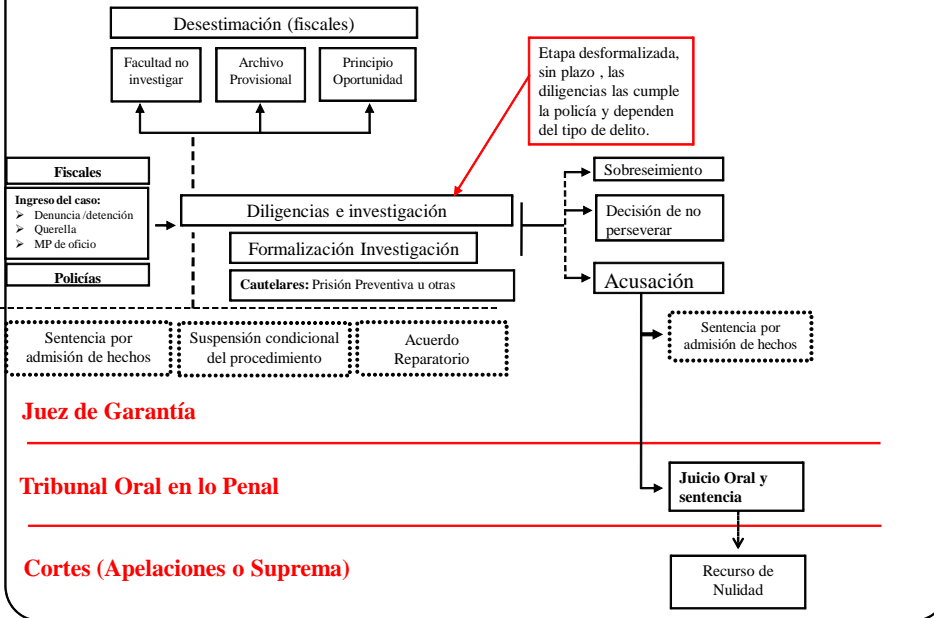 Desestimación (fiscales)
Facultad no
investigar
Archivo
Provisional
Principio
Oportunidad
Etapa desformalizada,
sin plazo , las
diligencias las cumple
la policía y dependen
del tipo de delito.
Fiscales
Ingreso del caso:
➢ Denuncia /detención
➢ Querella
➢ MP de oficio
Policías
Diligencias e investigación
Formalización Investigación
Cautelares: Prisión Preventiva u otras
Sobreseimiento
Decisión de no
perseverar
Acusación
Sentencia por
admisión de hechos
Suspensión condicional
del procedimiento
Acuerdo
Reparatorio
Sentencia por
admisión de hechos
Juez de Garantía
Tribunal Oral en lo Penal
Juicio Oral y
sentencia
Cortes (Apelaciones o Suprema)
Recurso de
Nulidad